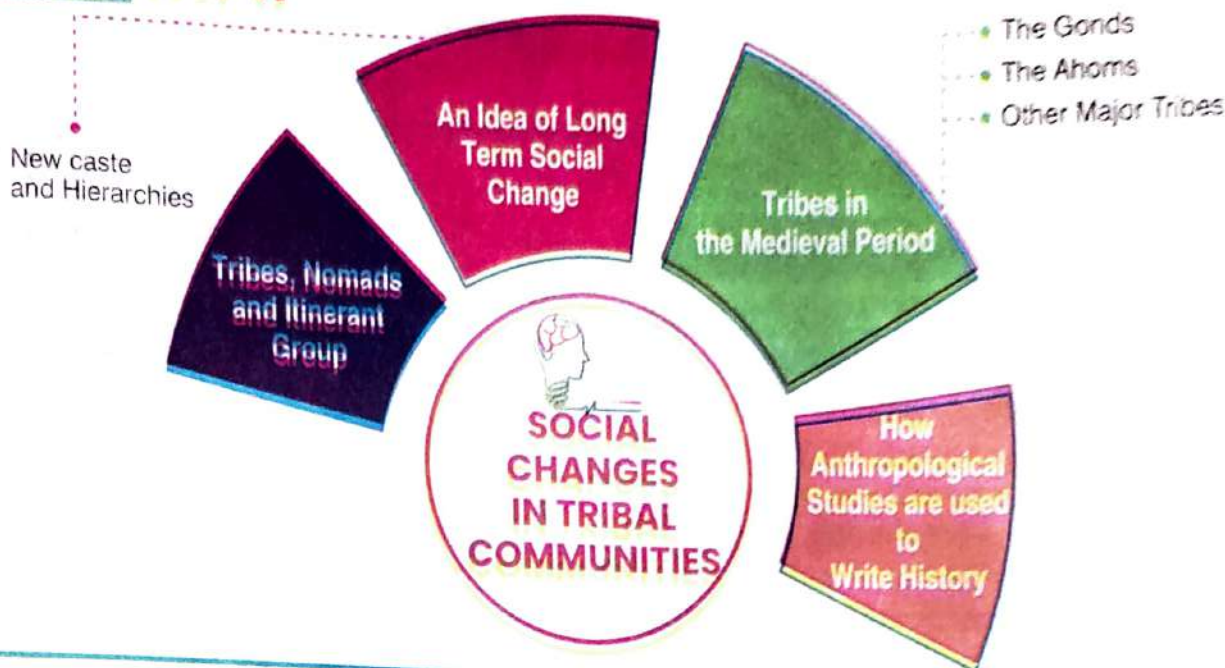 New caste
and Hierarchies
Tribes, Nomads
and Itinerant
Group
An Idea of Long
Term Social
Change
Tribes in
the Medieval Period
The Gonds
The Ahoms
Other Major Tribes
How
Anthropological
Studies are used
to
Write History
SOCIAL
CHANGES
IN TRIBAL
COMMUNITIES